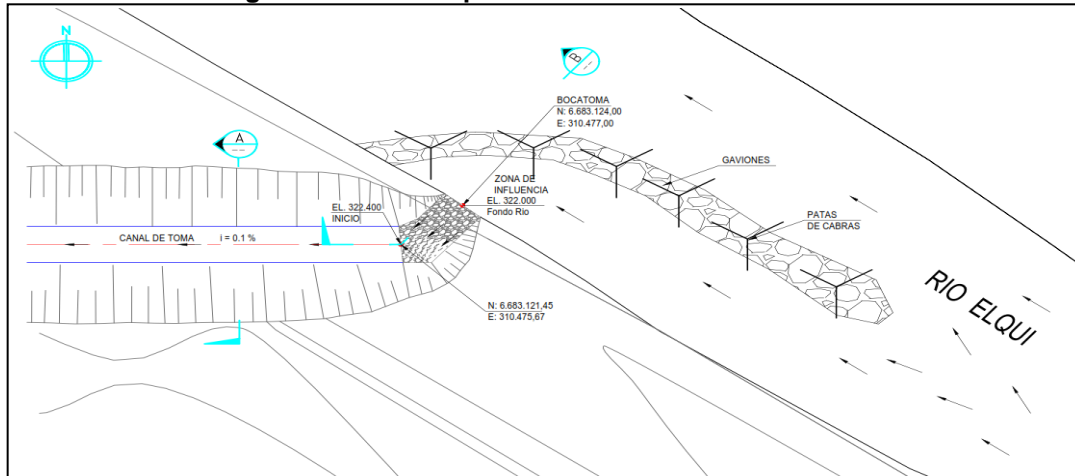 N
A
B
BOCATOMA
N: 6.683.124,00
E: 310.477,00
GAVIONES
ZONA DE
INFLUENCIA
EL. 322.000
Fondo Rio
EL. 322.400
INICIO
PATAS
DE CABRAS
CANAL DE TOMA i = 0.1 %
RIO ELQUI
N: 6.683.121,45
E: 310.475,67